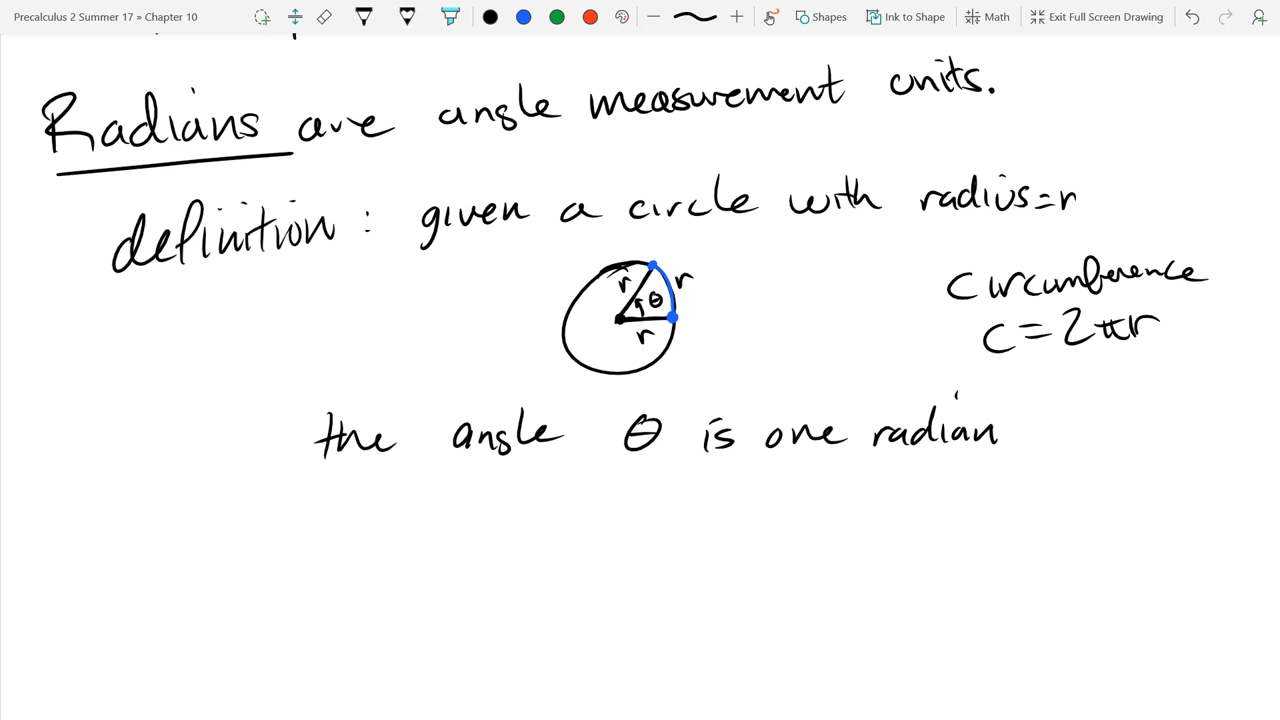 Precalculus 2 Summer 17 » Chapter 10
Shapes
Ink to Shape
Math
Exit Full Screen Drawing
Radians are angle measurement units.
definition: given a circle with radius=r
r
r
θ
r
circumference
C=2πr
the angle θ is one radian